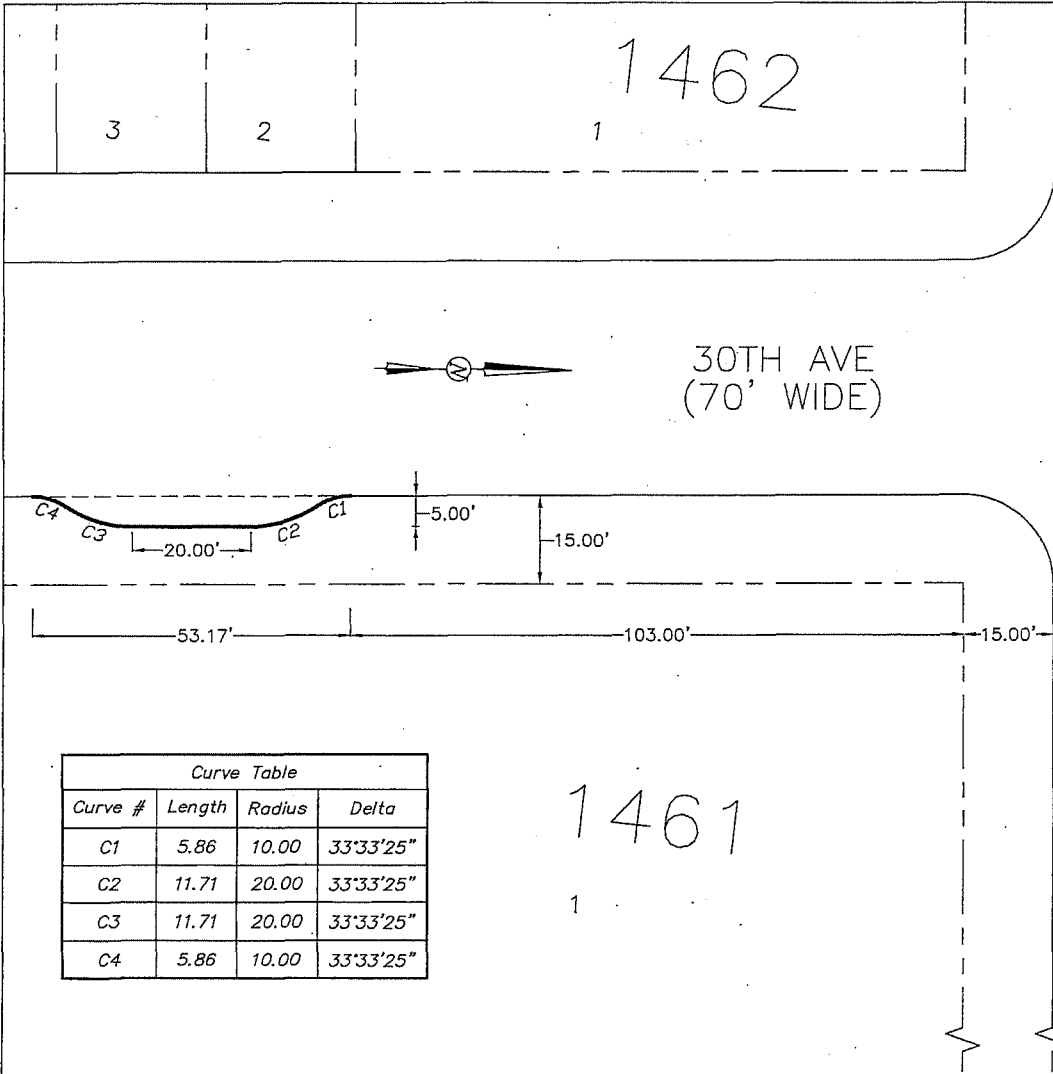 1462
3
2
1
N
30TH AVE
(70' WIDE)
C4
C3
C2
C1
20.00'
5.00'
15.00'
53.17'
103.00'
15.00'
Curve Table
Curve # Length Radius Delta
C1 5.86 10.00 33°33'25"
C2 11.71 20.00 33°33'25"
C3 11.71 20.00 33°33'25"
C4 5.86 10.00 33°33'25"
1461
1